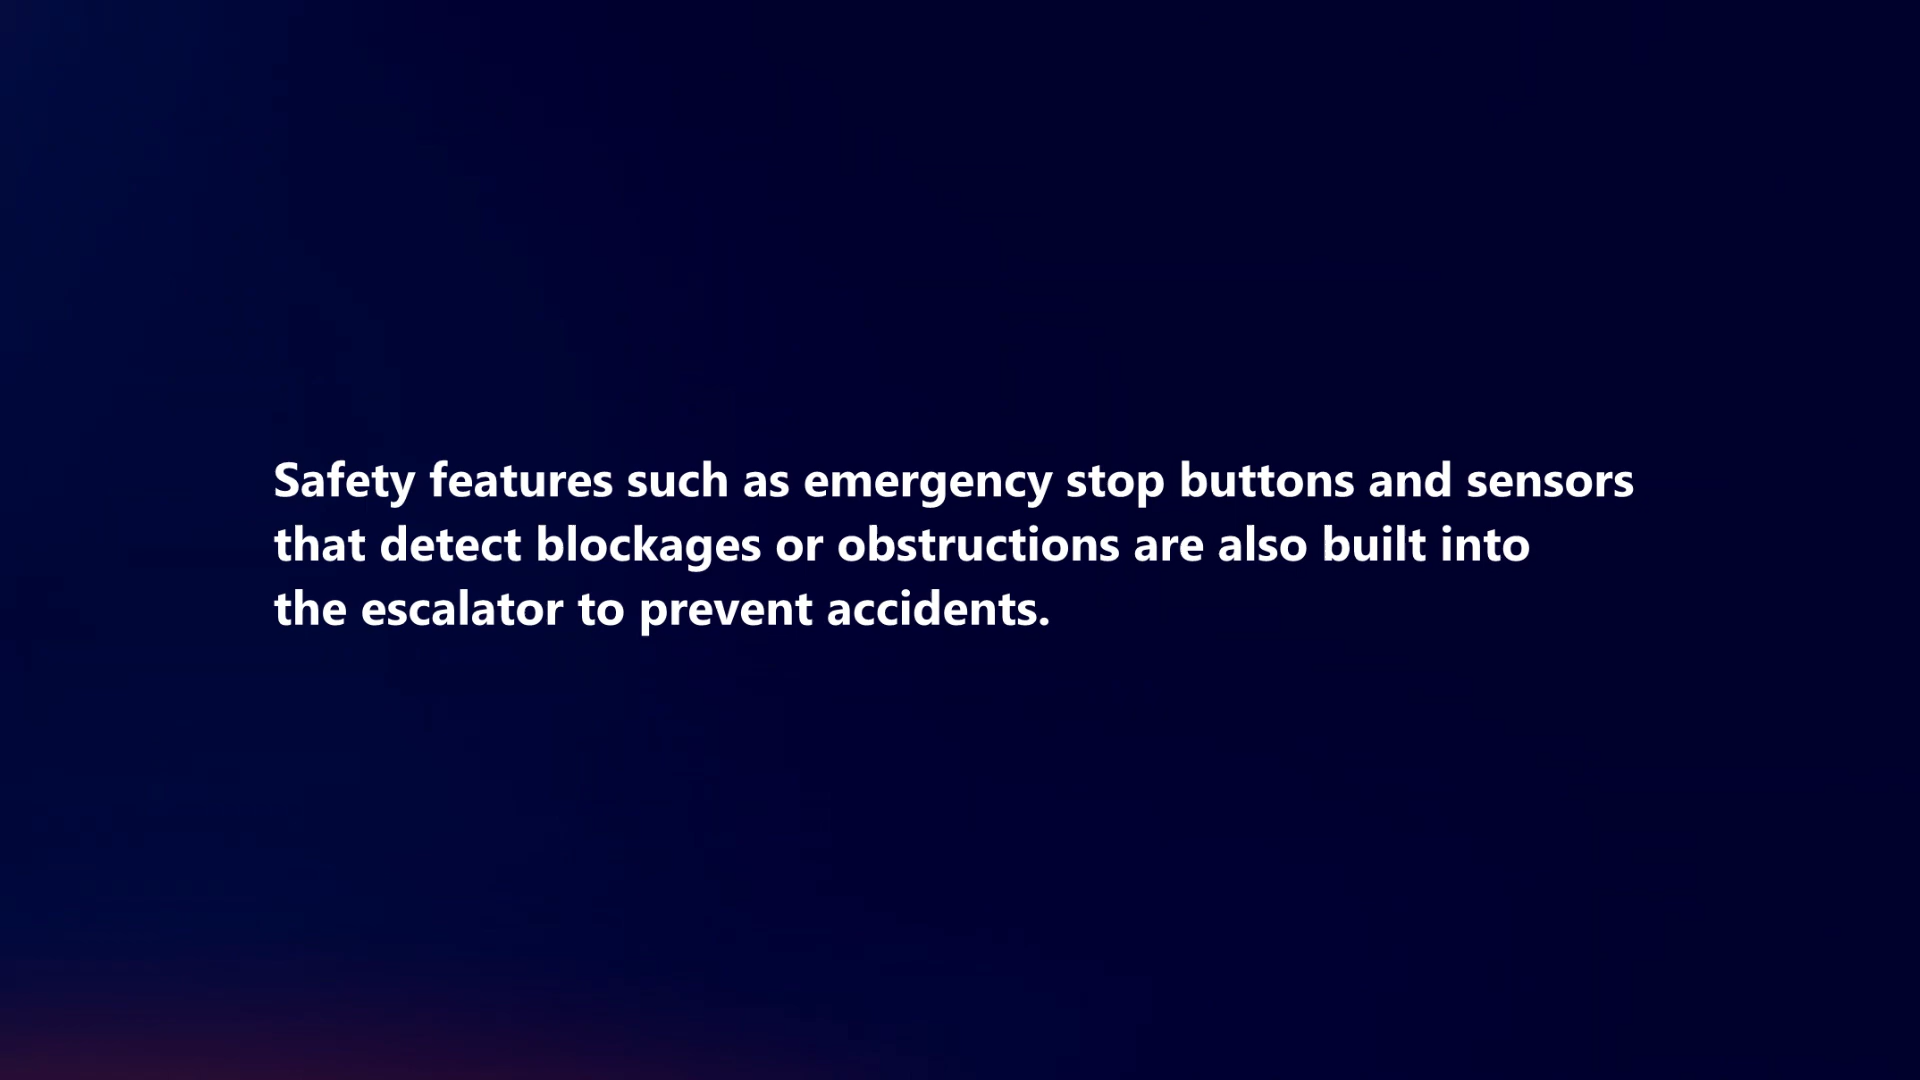 Safety features such as emergency stop buttons and sensors
that detect blockages or obstructions are also built into
the escalator to prevent accidents.